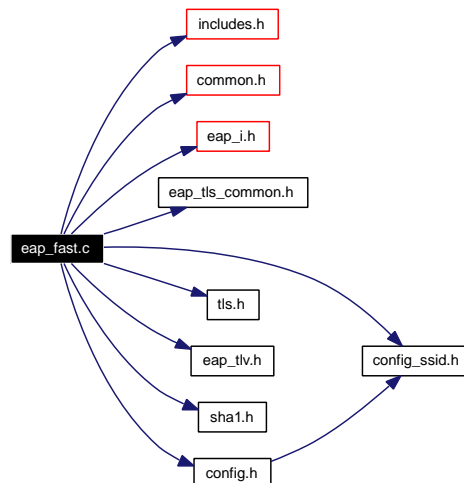 includes.h
common.h
eap_i.h
eap_tls_common.h
eap_fast.c
tls.h
config_ssid.h
eap_tlv.h
sha1.h
config.h